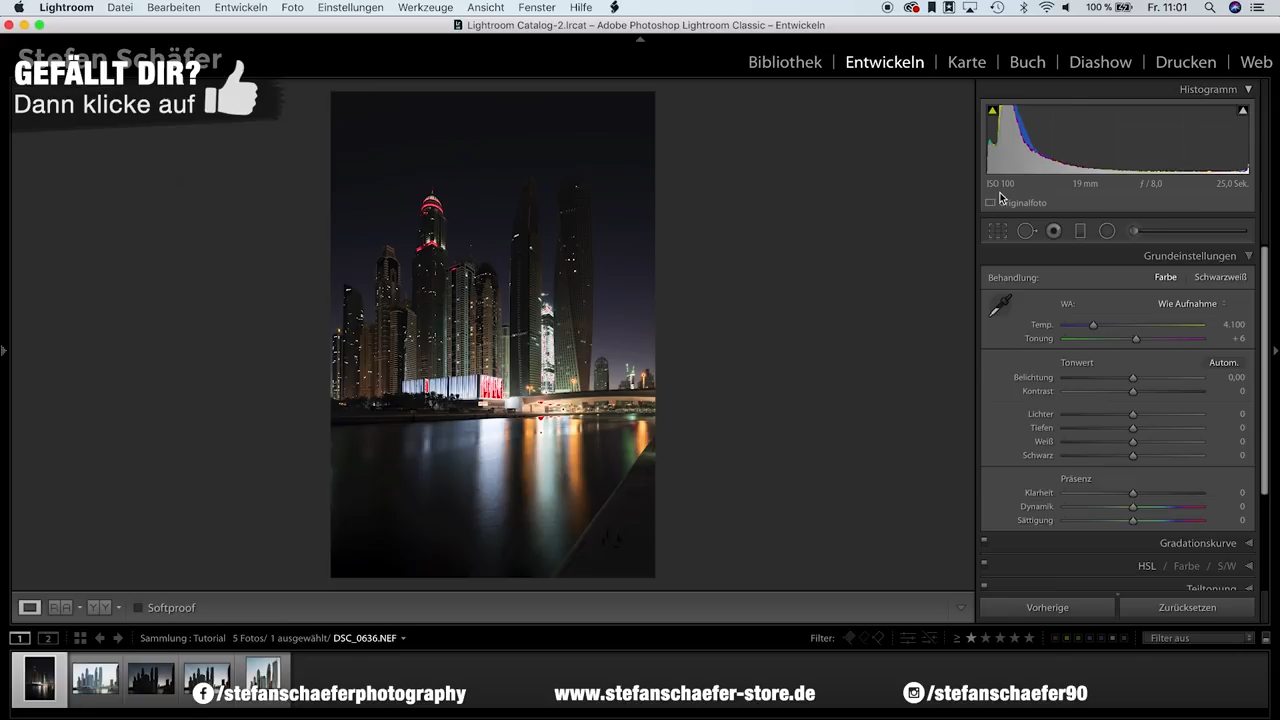 Lightroom Datei Bearbeiten Entwickeln Foto Einstellungen Werkzeuge Ansicht Fenster Hilfe 100 % Fr. 11:01
Lightroom Catalog-2.lrcat – Adobe Photoshop Lightroom Classic – Entwickeln
Stefan Schäfer
GEFÄLLT DIR?
Dann klicke auf
Bibliothek Entwickeln Karte Buch Diashow Drucken Web
Histogramm
ISO 100 19 mm ƒ / 8,0 25,0 Sek.
Originalfoto
Grundeinstellungen
Behandlung: Farbe Schwarzweiß
WA: Wie Aufnahme
Temp. 4.100
Tonung + 6
Tonwert Autom.
Belichtung 0,00
Kontrast 0
Lichter 0
Tiefen 0
Weiß 0
Schwarz 0
Präsenz
Klarheit 0
Dynamik 0
Sättigung 0
Gradationskurve
HSL / Farbe / S/W
Teiltonung
Vorherige Zurücksetzen
Softproof
1 2 Sammlung : Tutorial 5 Fotos/ 1 ausgewählt/ DSC_0636.NEF Filter: ≥ Filter aus
/stefanschaeferphotography www.stefanschaefer-store.de /stefanschaefer90